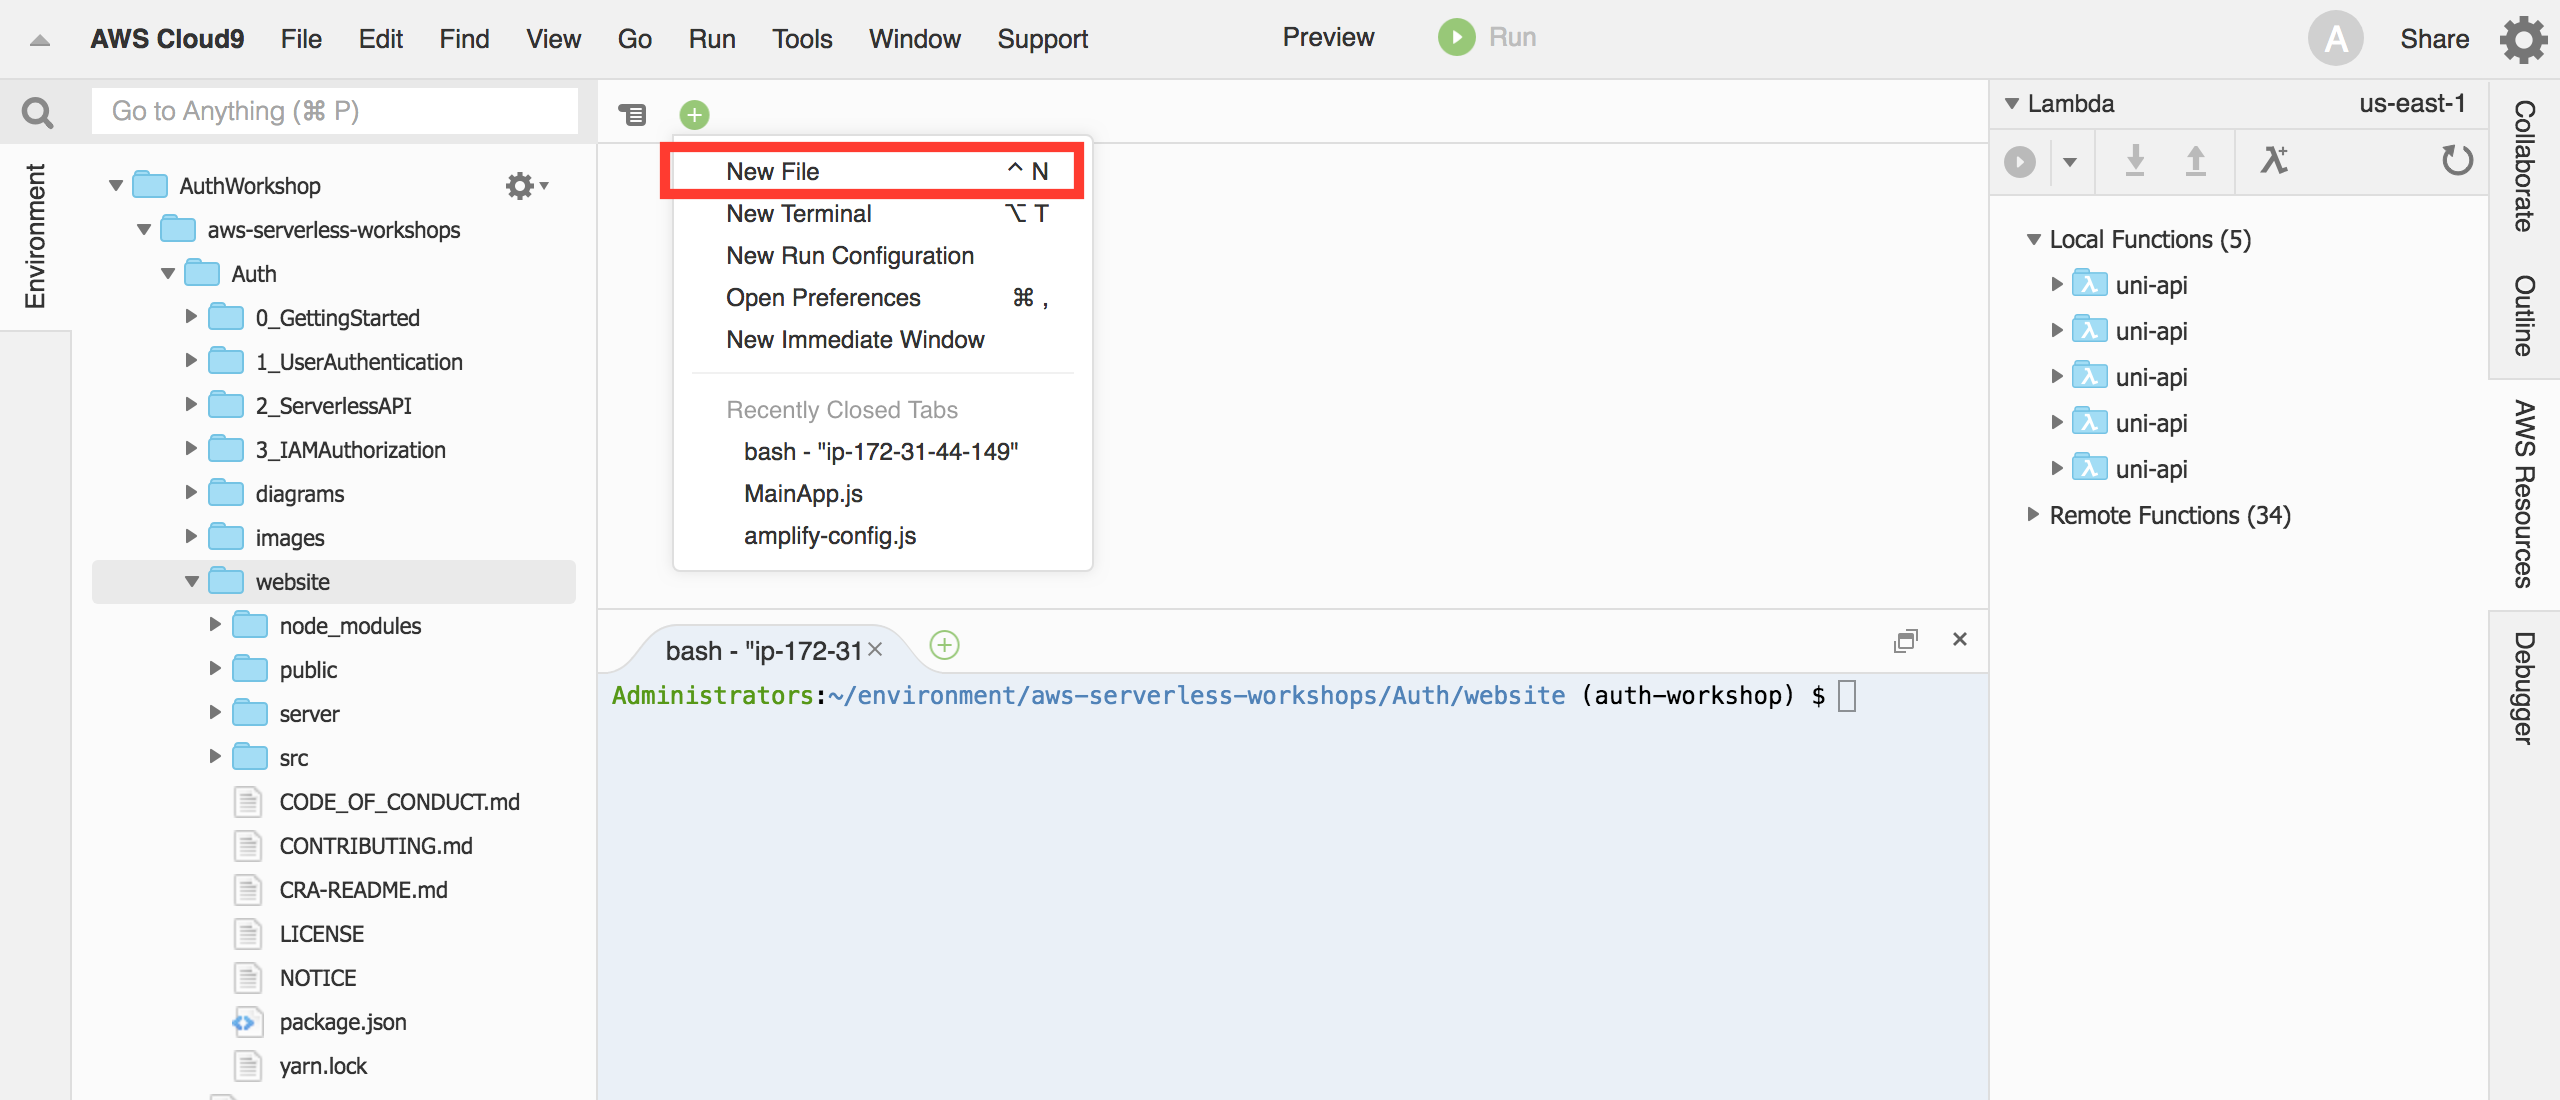 AWS Cloud9 File Edit Find View Go Run Tools Window Support Preview Run A Share
Go to Anything (⌘ P)
Environment
AuthWorkshop
aws-serverless-workshops
Auth
0_GettingStarted
1_UserAuthentication
2_ServerlessAPI
3_IAMAuthorization
diagrams
images
website
node_modules
public
server
src
CODE_OF_CONDUCT.md
CONTRIBUTING.md
CRA-README.md
LICENSE
NOTICE
package.json
yarn.lock
New File ^ N
New Terminal ⌥ T
New Run Configuration
Open Preferences ⌘ ,
New Immediate Window
Recently Closed Tabs
bash - "ip-172-31-44-149"
MainApp.js
amplify-config.js
bash - "ip-172-31
Administrators:~/environment/aws-serverless-workshops/Auth/website (auth-workshop) $
Lambda us-east-1
Local Functions (5)
uni-api
uni-api
uni-api
uni-api
uni-api
Remote Functions (34)
Collaborate
Outline
AWS Resources
Debugger